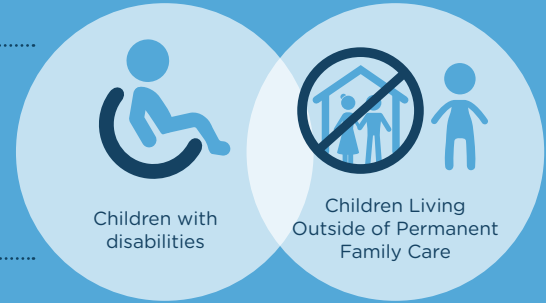 Children with
disabilities
Children Living
Outside of Permanent
Family Care